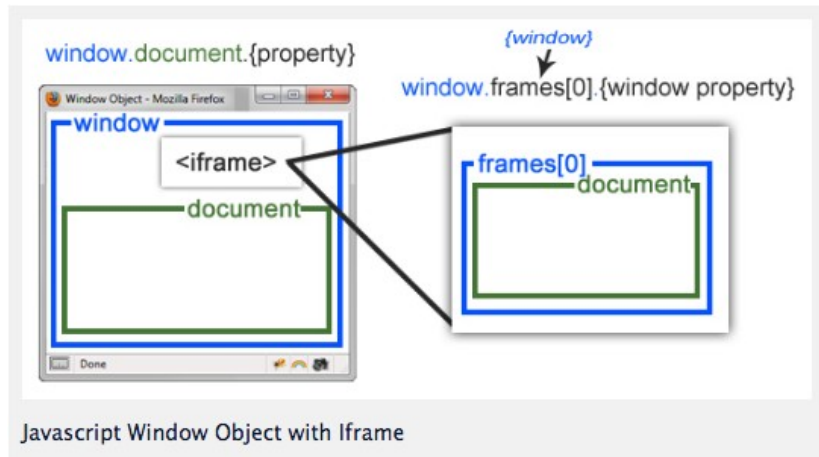 window.document.{property}
{window}
window.frames[0].{window property}
Window Object - Mozilla Firefox
window
<iframe>
document
frames[0]
document
Done
Javascript Window Object with Iframe